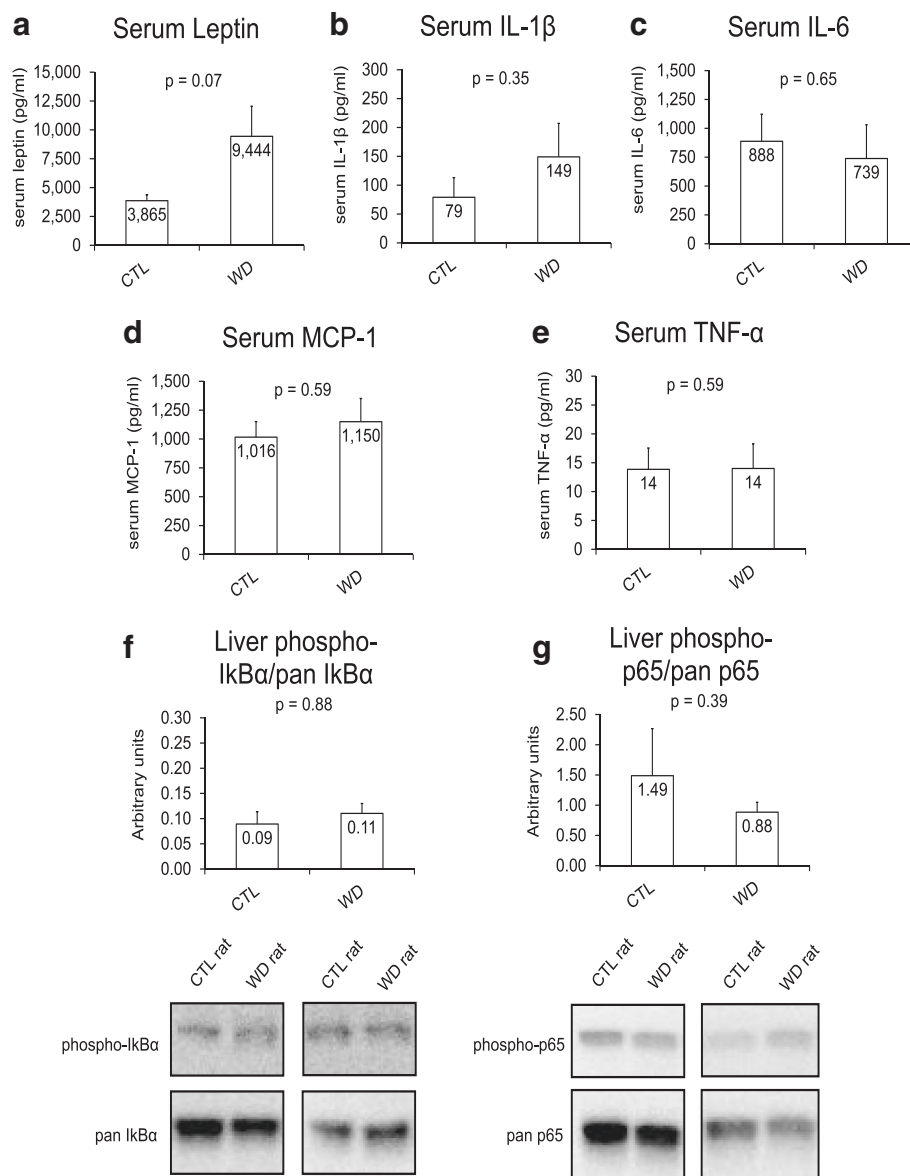 a Serum Leptin
p = 0.07
serum leptin (pg/ml)
15,000
12,500
10,000
7,500
5,000
2,500
0
3,865
9,444
CTL
WD
b Serum IL-1β
p = 0.35
serum IL-1β (pg/ml)
300
250
200
150
100
50
0
79
149
CTL
WD
c Serum IL-6
p = 0.65
serum IL-6 (pg/ml)
1,500
1,250
1,000
750
500
250
0
888
739
CTL
WD
d Serum MCP-1
p = 0.59
serum MCP-1 (pg/ml)
1,500
1,250
1,000
750
500
250
0
1,016
1,150
CTL
WD
e Serum TNF-α
p = 0.59
serum TNF-α (pg/ml)
30
25
20
15
10
5
0
14
14
CTL
WD
f Liver phospho-
IkBα/pan IkBα
p = 0.88
Arbitrary units
0.30
0.25
0.20
0.15
0.10
0.05
0.00
0.09
0.11
CTL
WD
CTL rat
WD rat
CTL rat
WD rat
phospho-IkBα
pan IkBα
g Liver phospho-
p65/pan p65
p = 0.39
Arbitrary units
2.50
2.00
1.50
1.00
0.50
0.00
1.49
0.88
CTL
WD
CTL rat
WD rat
CTL rat
WD rat
phospho-p65
pan p65